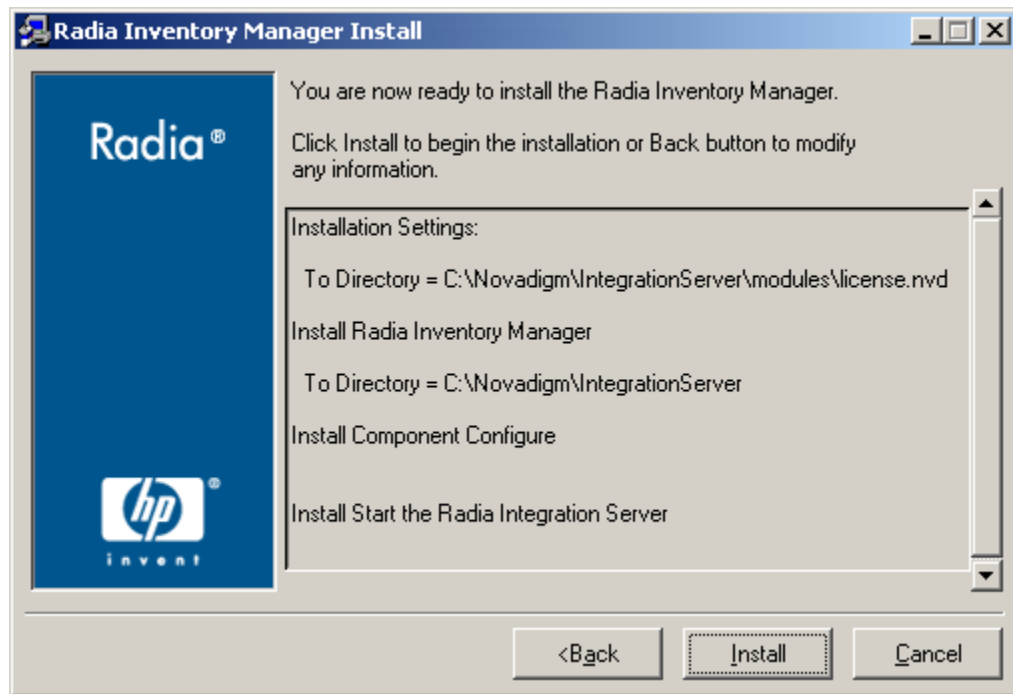 Radia Inventory Manager Install
You are now ready to install the Radia Inventory Manager.
Radia®
Click Install to begin the installation or Back button to modify
any information.
Installation Settings:
To Directory = C:\Novadigm\IntegrationServer\modules\license.nvd
Install Radia Inventory Manager
To Directory = C:\Novadigm\IntegrationServer
Install Component Configure
Install Start the Radia Integration Server
hp®
invent
<Back
Install
Cancel